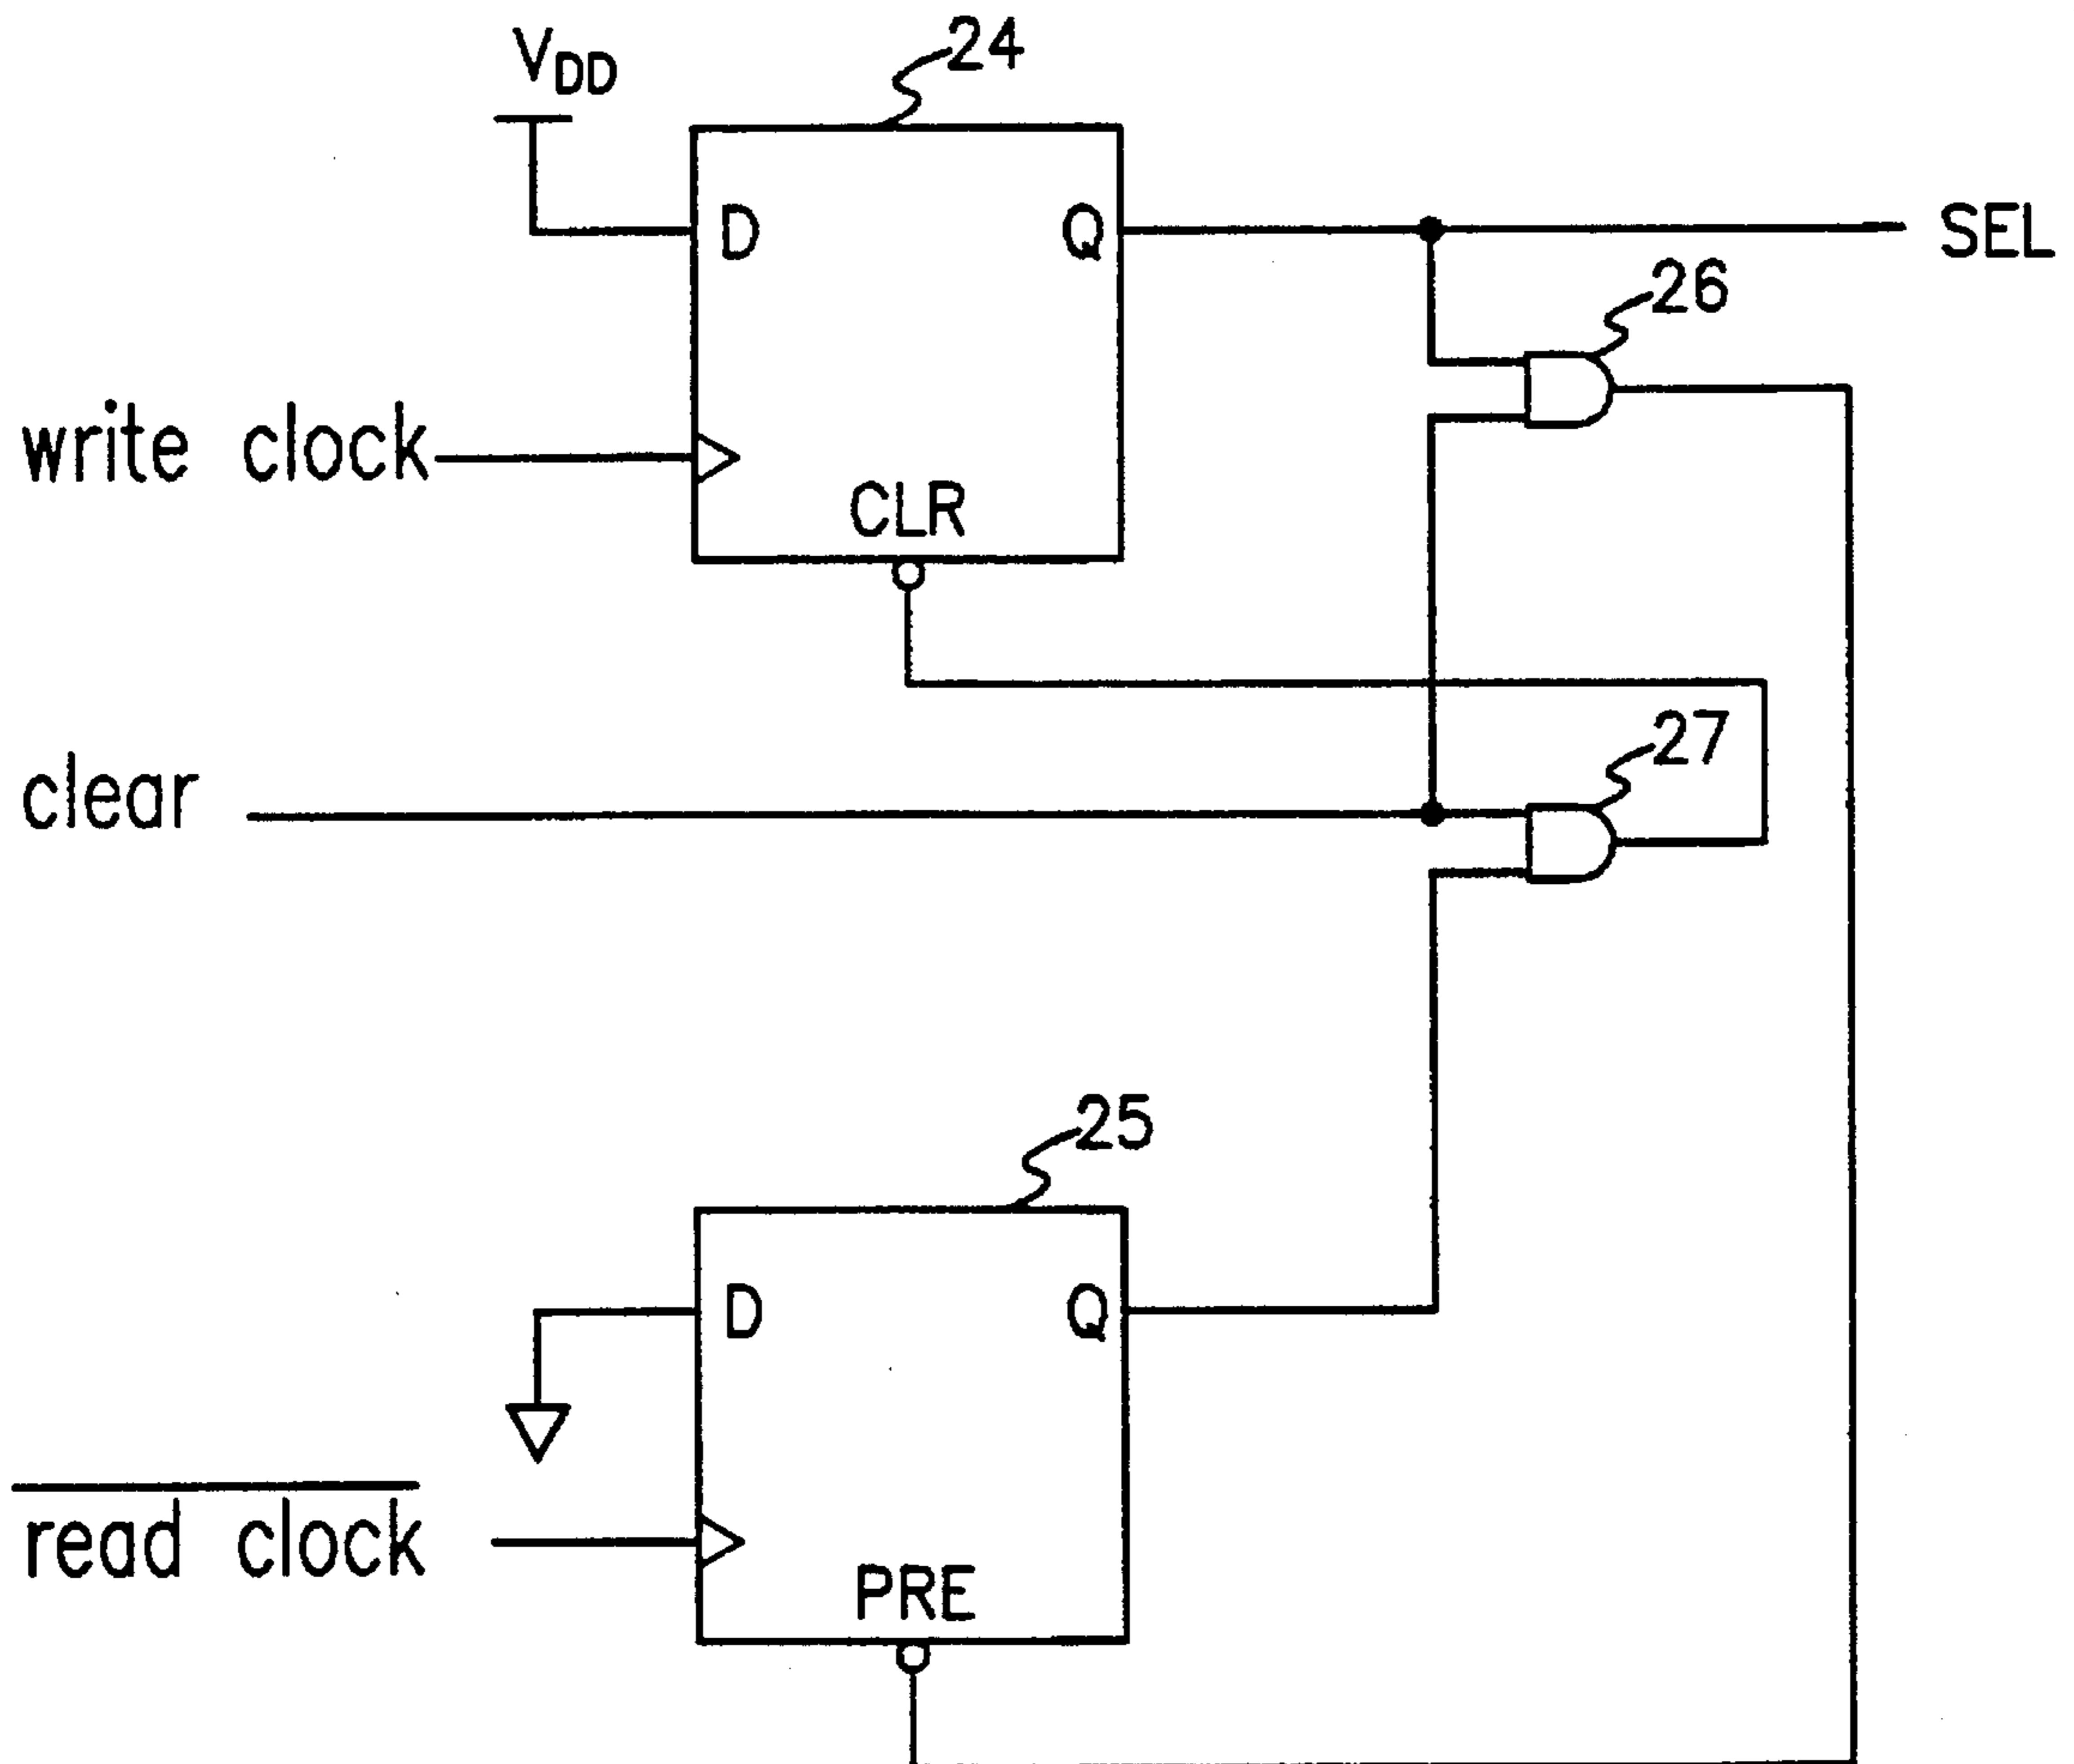 24
VDD
D
Q
SEL
26
write clock
CLR
27
clear
25
D
Q
read clock
PRE